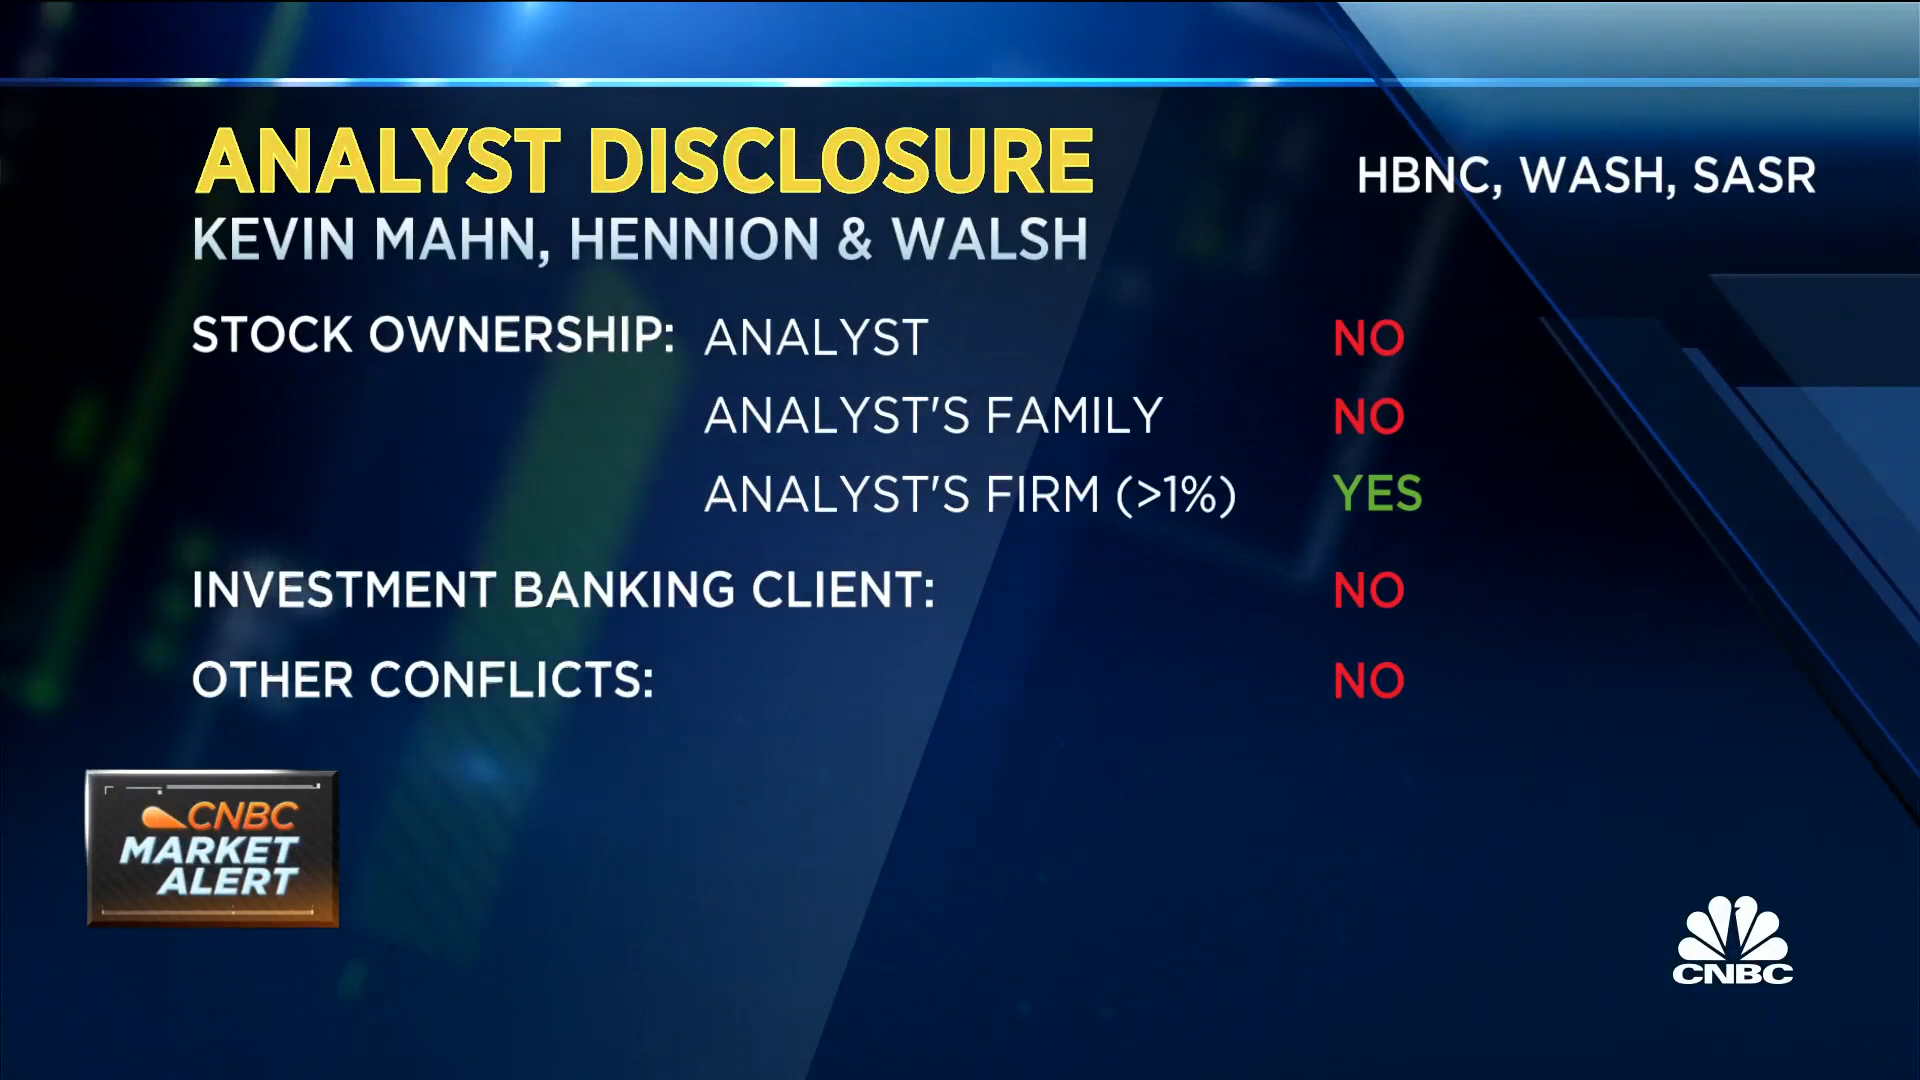 ANALYST DISCLOSURE
HBNC, WASH, SASR
KEVIN MAHN, HENNION & WALSH
STOCK OWNERSHIP: ANALYST NO
ANALYST'S FAMILY NO
ANALYST'S FIRM (>1%) YES
INVESTMENT BANKING CLIENT: NO
OTHER CONFLICTS: NO
CNBC
MARKET
ALERT
CNBC